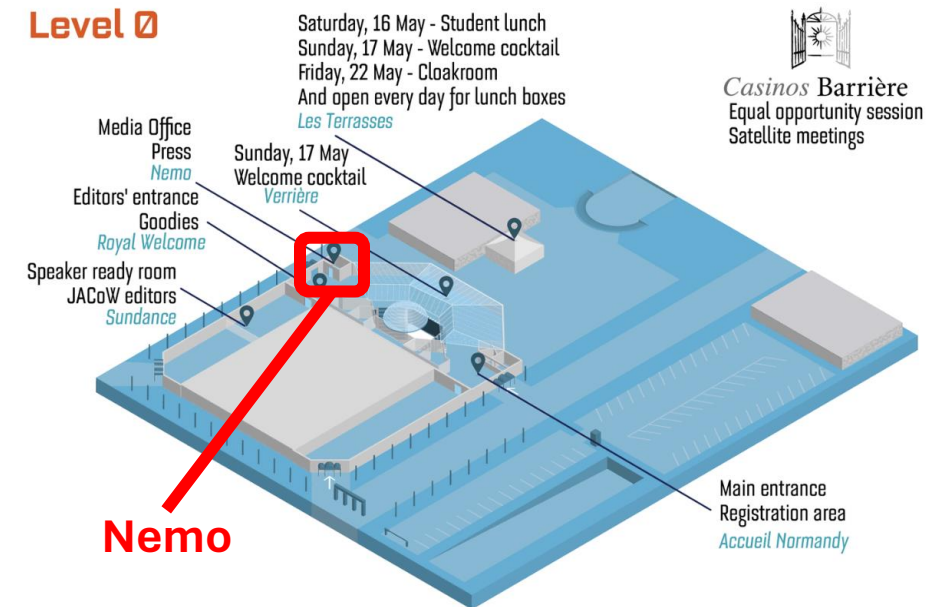 Level 0
Saturday, 16 May - Student lunch
Sunday, 17 May - Welcome cocktail
Friday, 22 May - Cloakroom
And open every day for lunch boxes
Les Terrasses
Casinos Barrière
Equal opportunity session
Satellite meetings
Media Office
Press
Nemo
Sunday, 17 May
Welcome cocktail
Verrière
Editors' entrance
Goodies
Royal Welcome
Speaker ready room
JACoW editors
Sundance
Nemo
Main entrance
Registration area
Accueil Normandy